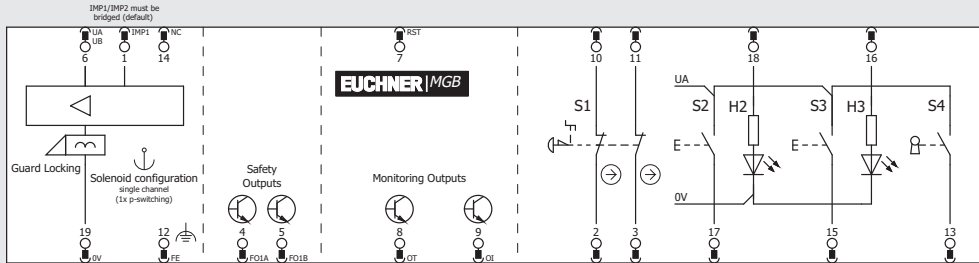 IMP1/IMP2 must be
bridged (default)
UA
UB
IMP1
NC
RST
6
1
14
7
10
11
18
16
EUCHNER MGB
UA
S1
S2
H2
S3
H3
S4
E
E
Guard Locking
Solenoid configuration
single channel
(1x p-switching)
Safety
Outputs
Monitoring Outputs
0V
19
12
4
5
8
9
2
3
17
15
13
0V
FE
FO1A
FO1B
OT
OI